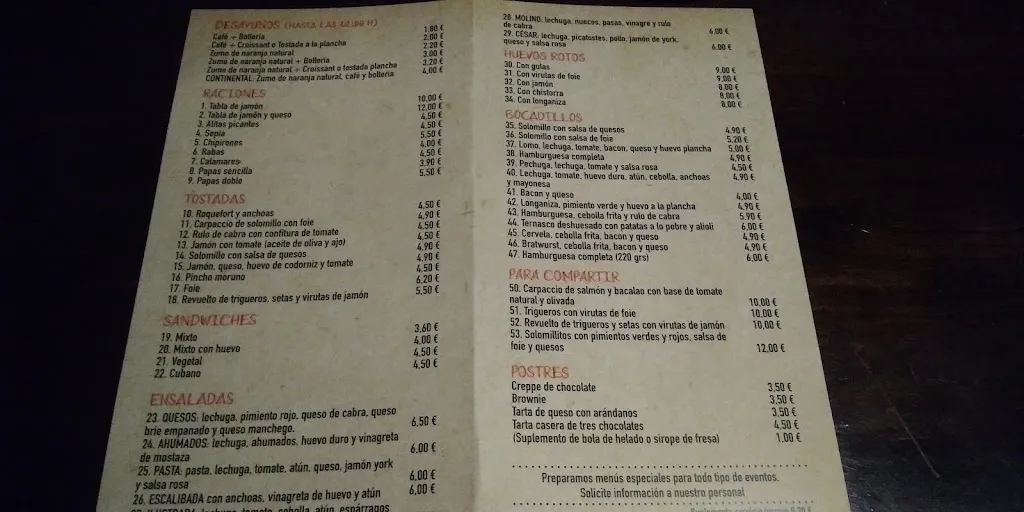 DESAYUNOS (HASTA LAS 12:00 H)
Café + Bollería 1,80 €
Café + Croissant o Tostada a la plancha 2,00 €
Zumo de naranja natural 2,20 €
Zumo de naranja natural + Bollería 3,00 €
Zumo de naranja natural + Croissant o tostada plancha 3,20 €
CONTINENTAL: Zumo de naranja natural, café y bollería 4,00 €
RACIONES
1. Tabla de jamón 10,00 €
2. Tabla de jamón y queso 12,00 €
3. Alitas picantes 4,50 €
4. Sepia 4,50 €
5. Chipirones 5,50 €
6. Rabas 4,00 €
7. Calamares 4,50 €
8. Papas sencilla 3,90 €
9. Papas doble 5,50 €
TOSTADAS
10. Roquefort y anchoas 4,50 €
11. Carpaccio de solomillo con foie 4,90 €
12. Rulo de cabra con confitura de tomate 4,50 €
13. Jamón con tomate (aceite de oliva y ajo) 4,50 €
14. Solomillo con salsa de quesos 4,90 €
15. Jamón, queso, huevo de codorniz y tomate 4,90 €
16. Pincho moruno 4,50 €
17. Foie 6,20 €
18. Revuelto de trigueros, setas y virutas de jamón 5,50 €
SANDWICHES
19. Mixto 3,60 €
20. Mixto con huevo 4,00 €
21. Vegetal 4,50 €
22. Cubano 4,50 €
ENSALADAS
23. QUESOS: lechuga, pimiento rojo, queso de cabra, queso
brie empanado y queso manchego. 6,50 €
24. AHUMADOS: lechuga, ahumados, huevo duro y vinagreta
de mostaza 6,00 €
25. PASTA: pasta, lechuga, tomate, atún, queso, jamón york
y salsa rosa 6,00 €
26. ESCALIBADA con anchoas, vinagreta de huevo y atún 6,00 €
27. ILUSTRADA: lechuga, tomate, cebolla, atún, espárragos
28. MOLINO: lechuga, nueces, pasas, vinagre y rulo
de cabra 6,00 €
29. CÉSAR: lechuga, picatostes, pollo, jamón de york,
queso y salsa rosa 6,00 €
HUEVOS ROTOS
30. Con gulas 9,00 €
31. Con virutas de foie 9,00 €
32. Con jamón 8,00 €
33. Con chistorra 8,00 €
34. Con longaniza 8,00 €
BOCADILLOS
35. Solomillo con salsa de quesos 4,90 €
36. Solomillo con salsa de foie 5,20 €
37. Lomo, lechuga, tomate, bacon, queso y huevo plancha 5,00 €
38. Hamburguesa completa 4,90 €
39. Pechuga, lechuga, tomate y salsa rosa 4,50 €
40. Lechuga, tomate, huevo duro, atún, cebolla, anchoas 4,90 €
y mayonesa
41. Bacon y queso 4,00 €
42. Longaniza, pimiento verde y huevo a la plancha 4,90 €
43. Hamburguesa, cebolla frita y rulo de cabra 5,90 €
44. Ternasco deshuesado con patatas a lo pobre y alioli 6,00 €
45. Cervela, cebolla frita, bacon y queso 4,90 €
46. Bratwurst, cebolla frita, bacon y queso 4,90 €
47. Hamburguesa completa (220 grs) 6,00 €
PARA COMPARTIR
50. Carpaccio de salmón y bacalao con base de tomate
natural y olivada 10,00 €
51. Trigueros con virutas de foie 10,00 €
52. Revuelto de trigueros y setas con virutas de jamón 10,00 €
53. Solomillitos con pimientos verdes y rojos, salsa de
foie y quesos 12,00 €
POSTRES
Creppe de chocolate 3,50 €
Brownie 3,50 €
Tarta de queso con arándanos 3,50 €
Tarta casera de tres chocolates 4,50 €
(Suplemento de bola de helado o sirope de fresa) 1,00 €
Preparamos menús especiales para todo tipo de eventos.
Solicite información a nuestro personal